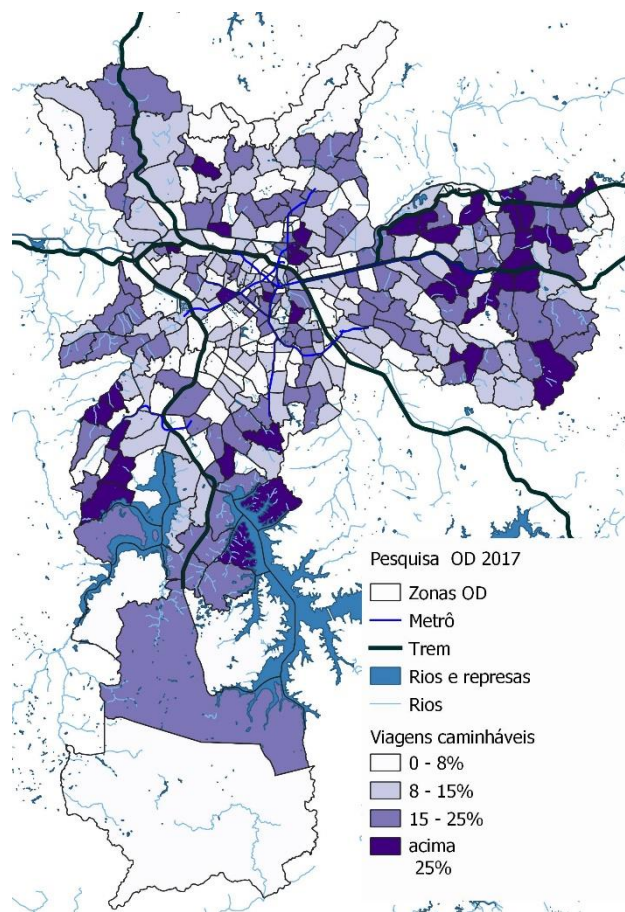 Pesquisa OD 2017
Zonas OD
Metrô
Trem
Rios e represas
Rios
Viagens caminháveis
0 - 8%
8 - 15%
15 - 25%
acima
25%